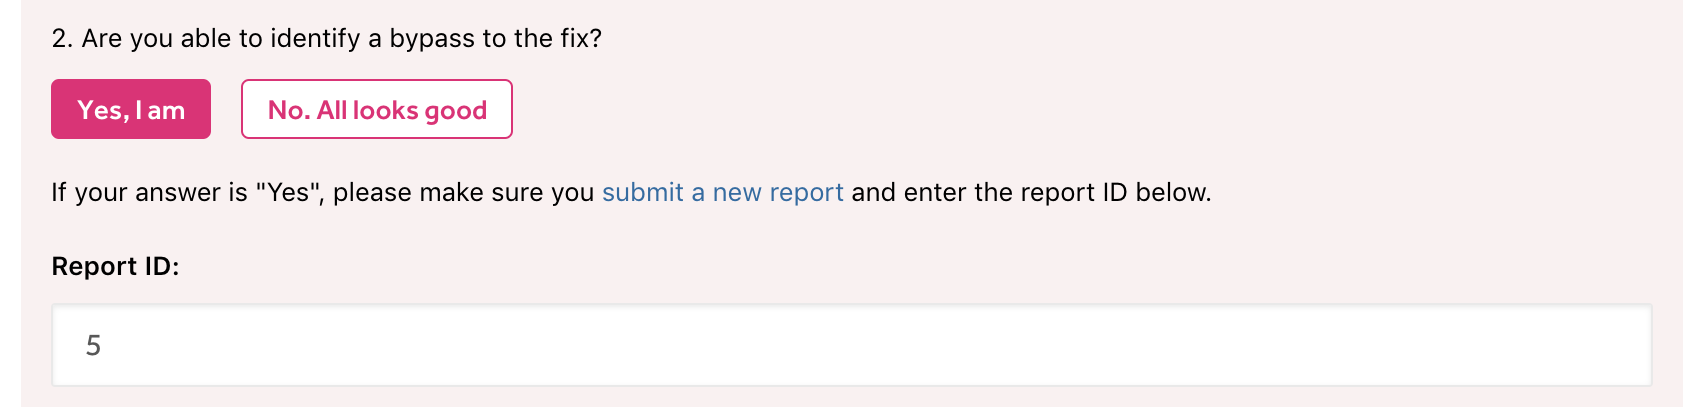 2. Are you able to identify a bypass to the fix?
Yes, I am
No. All looks good
If your answer is "Yes", please make sure you submit a new report and enter the report ID below.
Report ID:
5